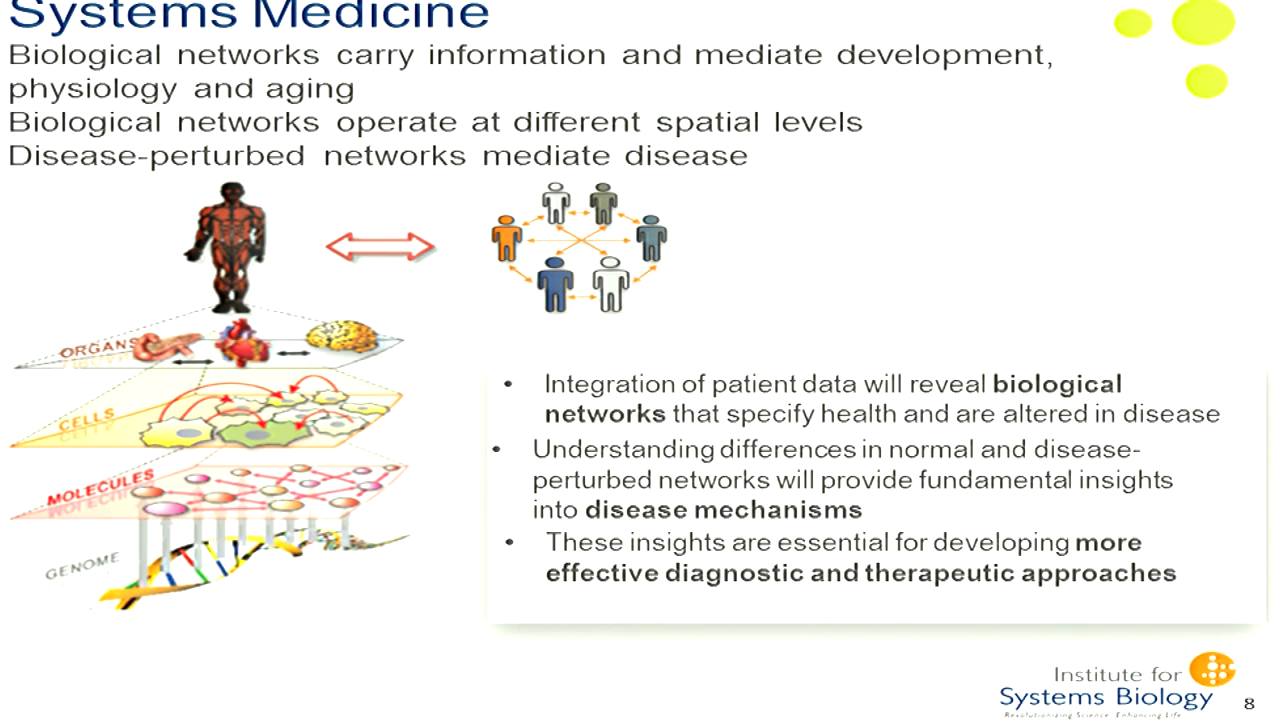 Systems Medicine
Biological networks carry information and mediate development,
physiology and aging
Biological networks operate at different spatial levels
Disease-perturbed networks mediate disease
ORGANS
CELLS
MOLECULES
GENOME
• Integration of patient data will reveal biological
networks that specify health and are altered in disease
• Understanding differences in normal and disease-
perturbed networks will provide fundamental insights
into disease mechanisms
• These insights are essential for developing more
effective diagnostic and therapeutic approaches
Institute for
Systems Biology
Revolutionizing Science. Enhancing Life.
8